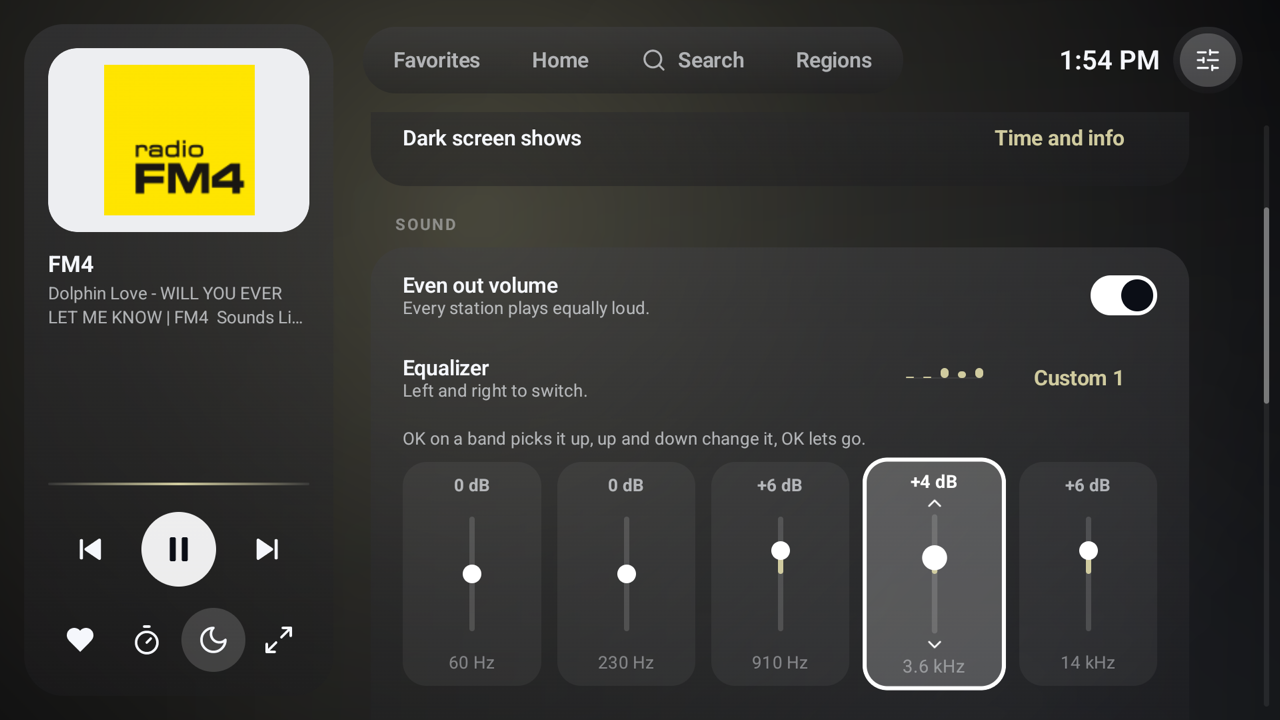 radio
FM4
FM4
Dolphin Love - WILL YOU EVER
LET ME KNOW | FM4 Sounds Li...
Favorites
Home
Search
Regions
1:54 PM
Dark screen shows
Time and info
SOUND
Even out volume
Every station plays equally loud.
Equalizer
Left and right to switch.
Custom 1
OK on a band picks it up, up and down change it, OK lets go.
0 dB
0 dB
+6 dB
+4 dB
+6 dB
60 Hz
230 Hz
910 Hz
3.6 kHz
14 kHz